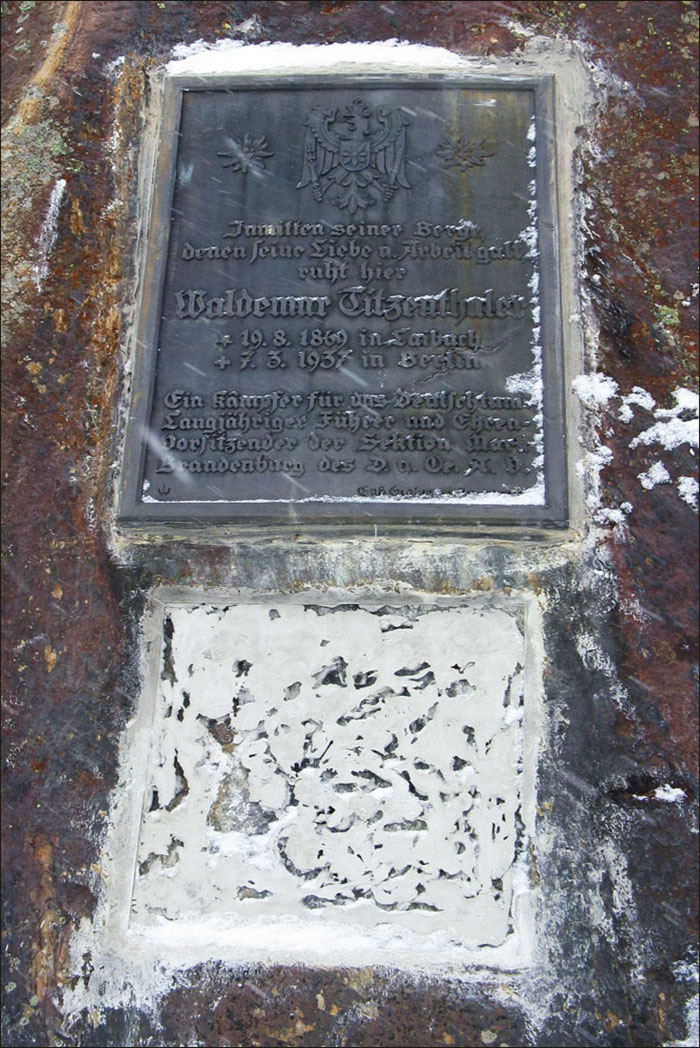 Inmitten seiner Berge,
denen seine Liebe u. Arbeit galt,
ruht hier
Waldemar Titzenthaler
* 19. 8. 1869 in Laibach
+ 7. 3. 1937 in Berlin
Ein Kämpfer für das Deutschtum
Langjähriger Führer und Ehren-
vorsitzender der Sektion Mark
Brandenburg des D. u. Oe. A. V.